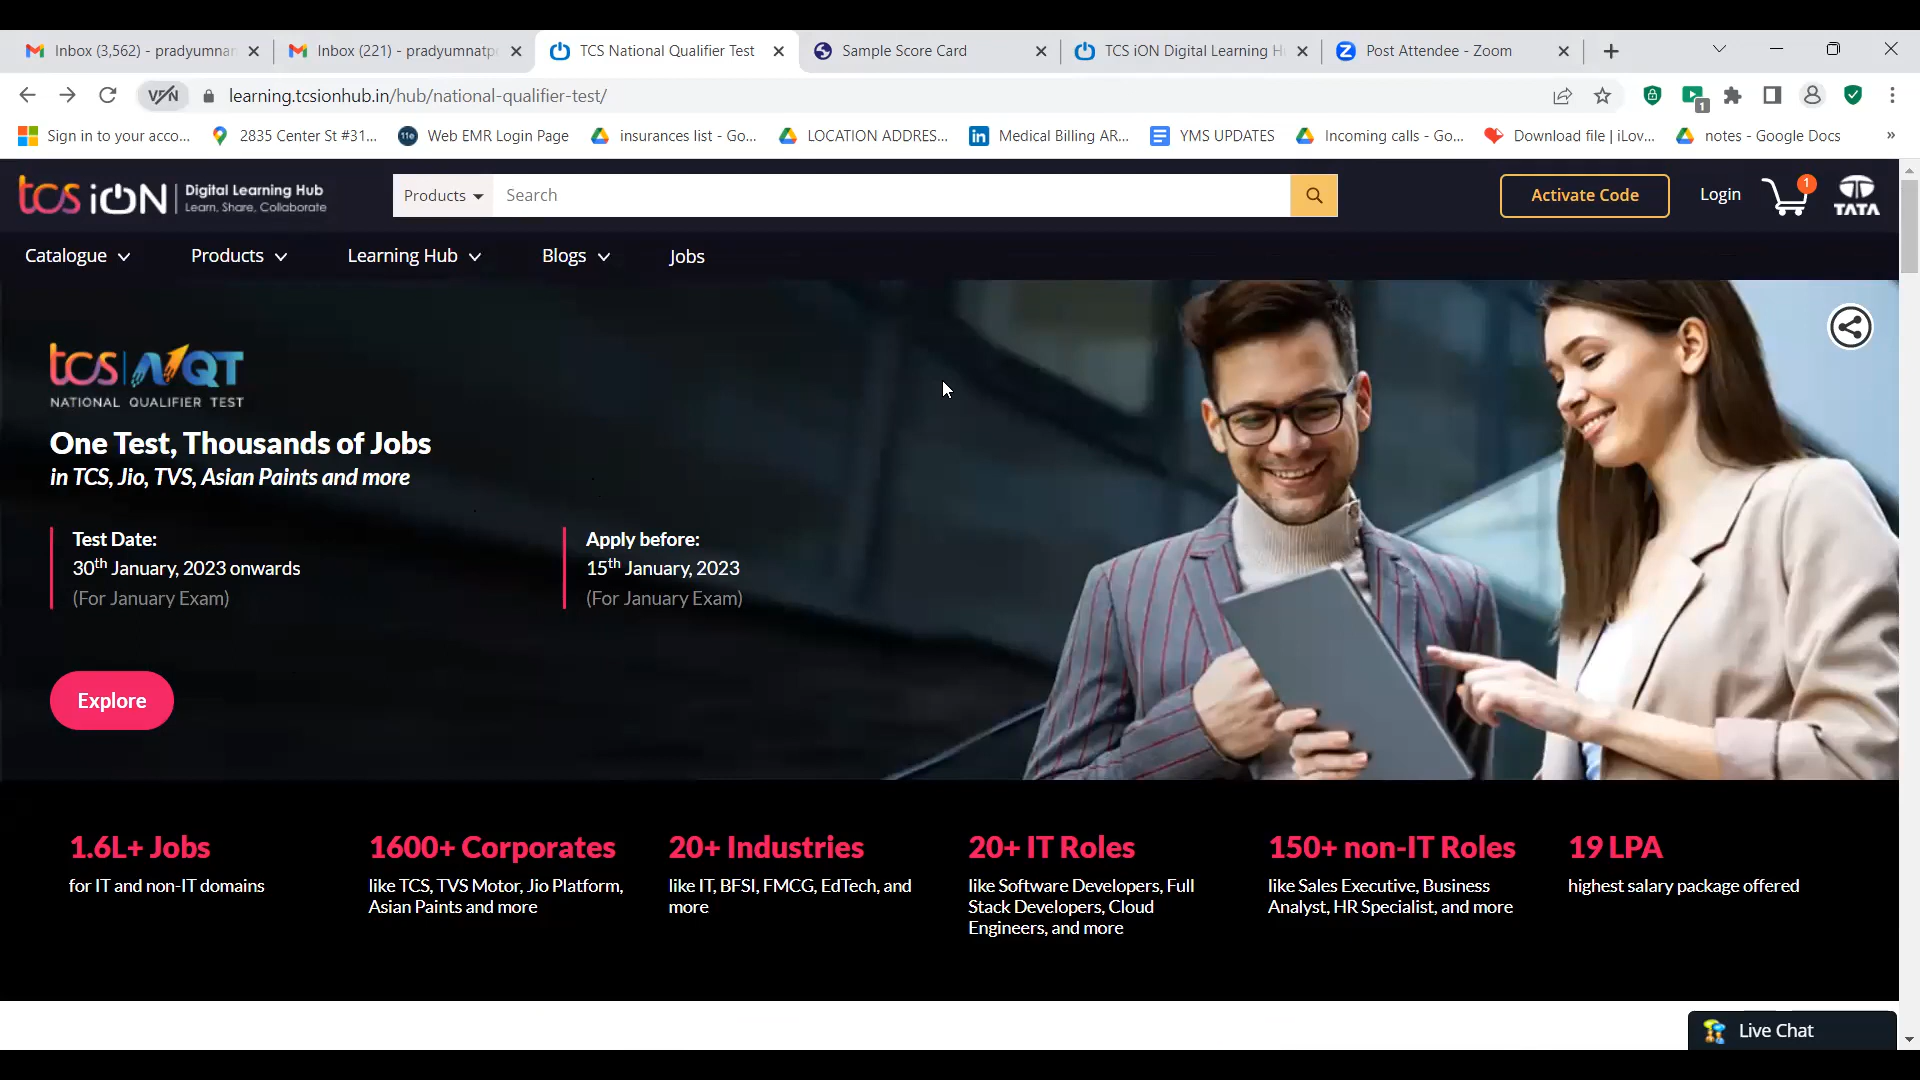 Inbox (3,562) - pradyumnan
Inbox (221) - pradyumnatp
TCS National Qualifier Test
Sample Score Card
TCS iON Digital Learning H
Post Attendee - Zoom
VPN
learning.tcsionhub.in/hub/national-qualifier-test/
1
Sign in to your acco...
2835 Center St #31...
11e
Web EMR Login Page
insurances list - Go...
LOCATION ADDRES...
in
Medical Billing AR...
YMS UPDATES
Incoming calls - Go...
Download file | iLov...
notes - Google Docs
»
tcs iON
Digital Learning Hub
Learn, Share, Collaborate
Products
Search
Activate Code
Login
1
TATA
Catalogue
Products
Learning Hub
Blogs
Jobs
tcs NQT
NATIONAL QUALIFIER TEST
One Test, Thousands of Jobs
in TCS, Jio, TVS, Asian Paints and more
Test Date:
30th January, 2023 onwards
(For January Exam)
Apply before:
15th January, 2023
(For January Exam)
Explore
1.6L+ Jobs
for IT and non-IT domains
1600+ Corporates
like TCS, TVS Motor, Jio Platform,
Asian Paints and more
20+ Industries
like IT, BFSI, FMCG, EdTech, and
more
20+ IT Roles
like Software Developers, Full
Stack Developers, Cloud
Engineers, and more
150+ non-IT Roles
like Sales Executive, Business
Analyst, HR Specialist, and more
19 LPA
highest salary package offered
Live Chat